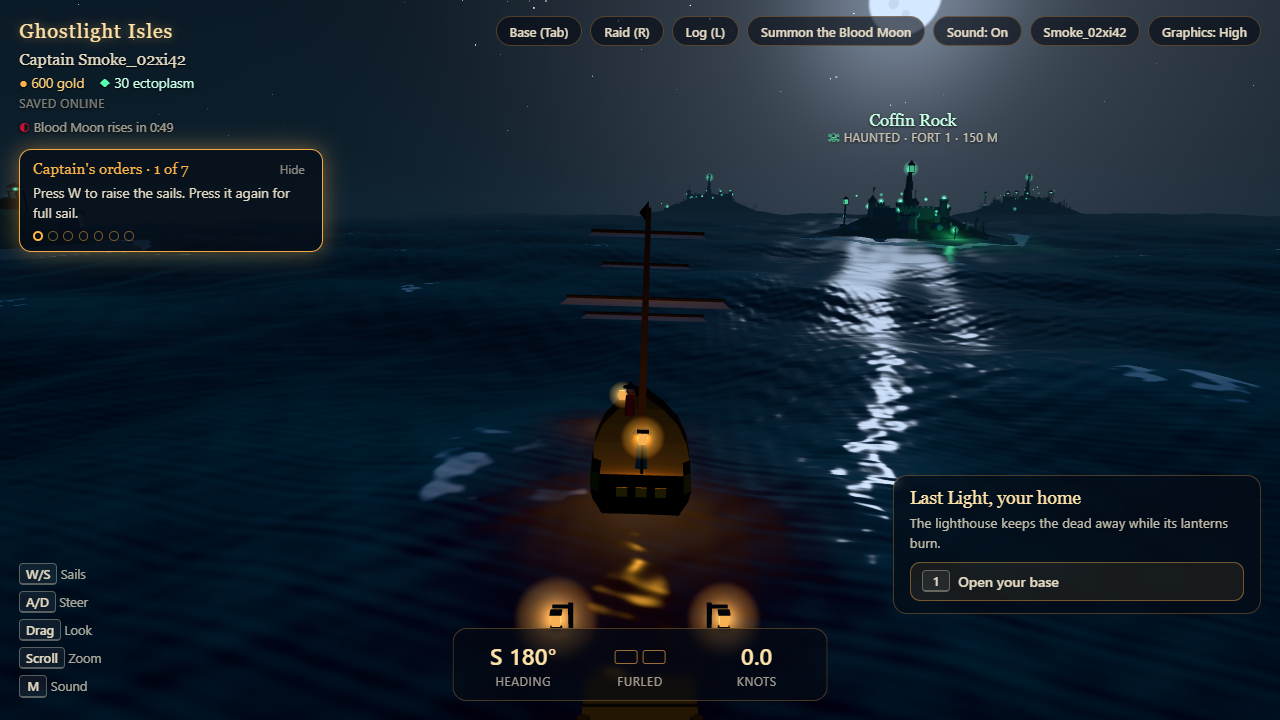 Ghostlight Isles
Captain Smoke_02xi42
600 gold 30 ectoplasm
SAVED ONLINE
Blood Moon rises in 0:49
Captain's orders · 1 of 7 Hide
Press W to raise the sails. Press it again for
full sail.
Base (Tab) Raid (R) Log (L) Summon the Blood Moon Sound: On Smoke_02xi42 Graphics: High
Coffin Rock
HAUNTED · FORT 1 · 150 M
Last Light, your home
The lighthouse keeps the dead away while its lanterns
burn.
1 Open your base
W/S Sails
A/D Steer
Drag Look
Scroll Zoom
M Sound
S 180° 0.0
HEADING FURLED KNOTS